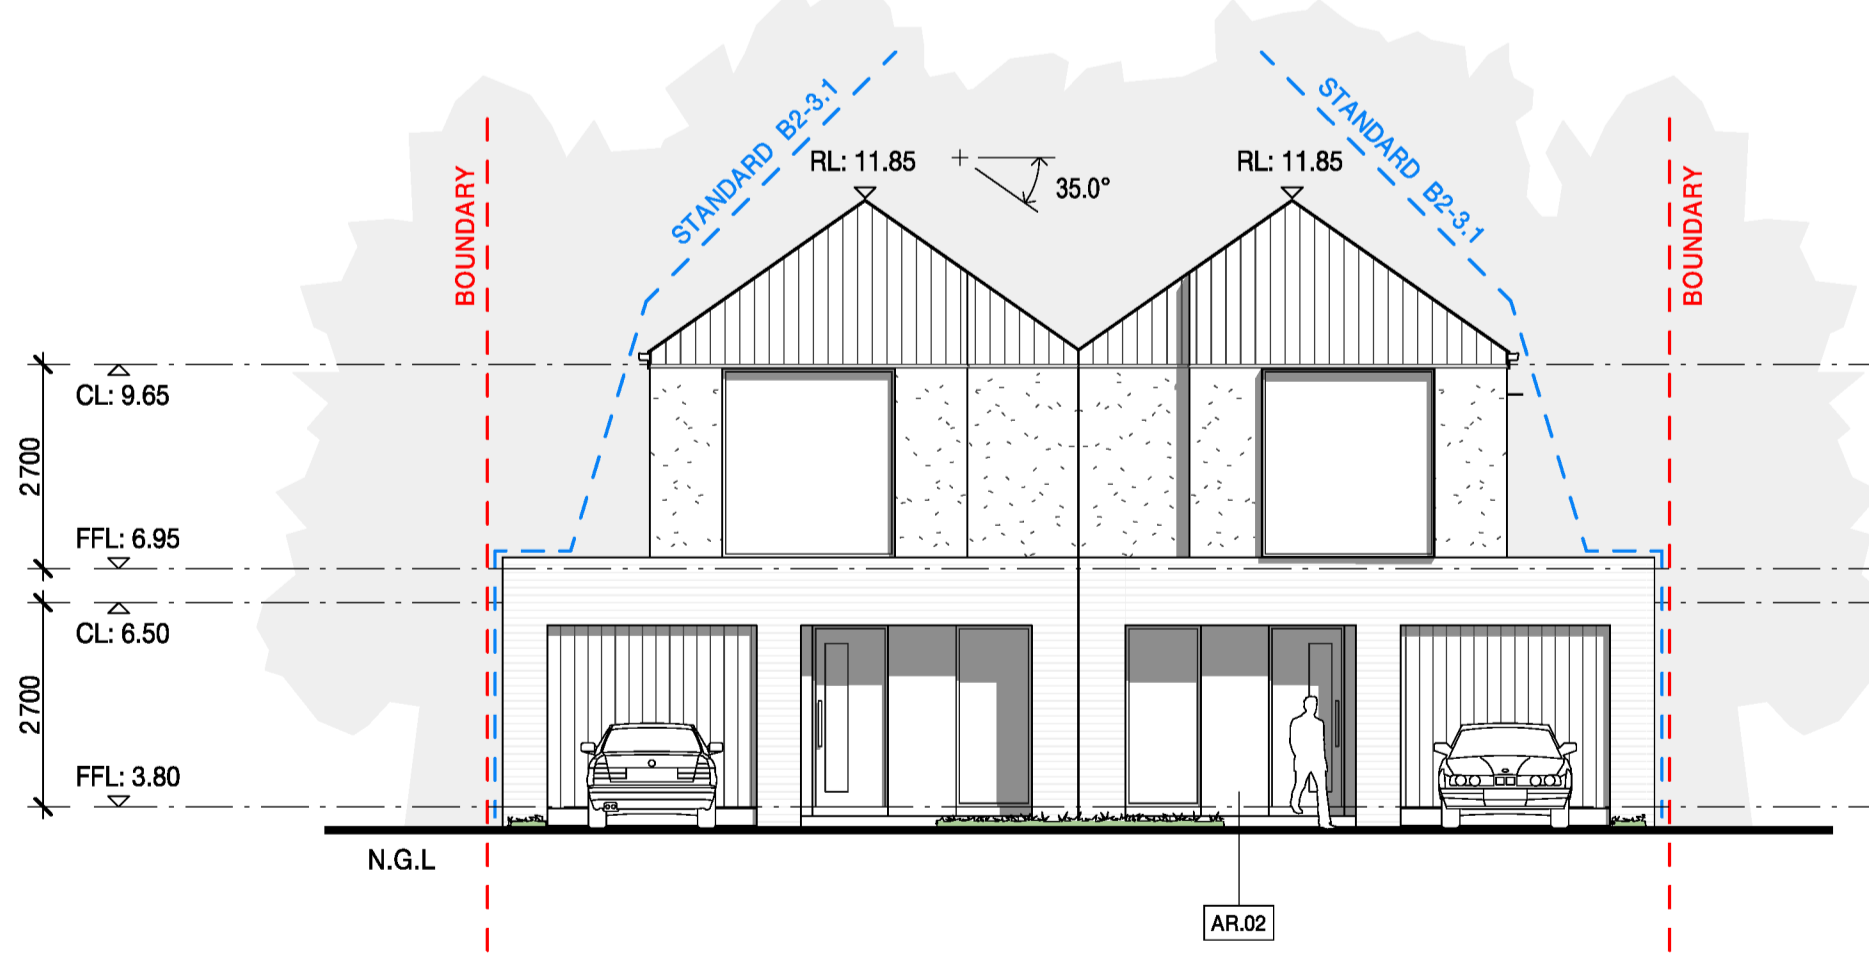 STANDARD B2-3.1
STANDARD B2-3.1
RL: 11.85
RL: 11.85
35.0°
BOUNDARY
BOUNDARY
CL: 9.65
2700
FFL: 6.95
CL: 6.50
2700
FFL: 3.80
N.G.L
AR.02